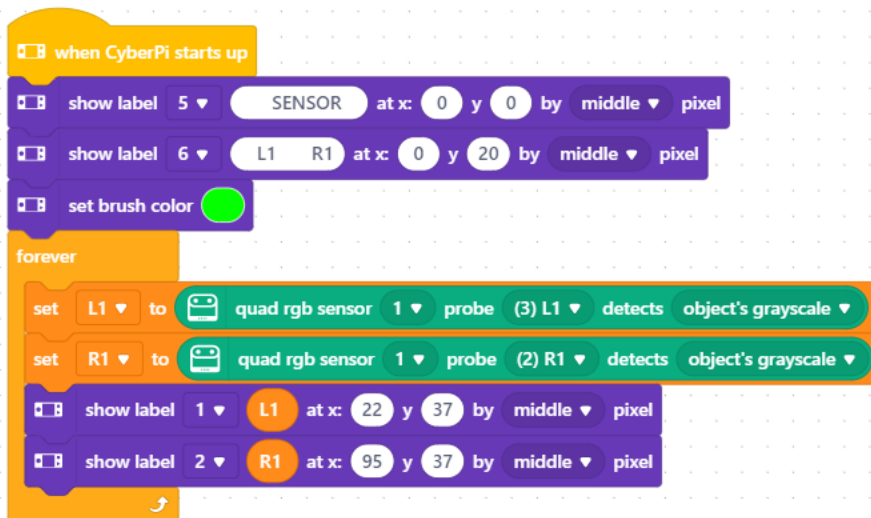 when CyberPi starts up
show label 5 SENSOR at x: 0 y 0 by middle pixel
show label 6 L1 R1 at x: 0 y 20 by middle pixel
set brush color
forever
set L1 to quad rgb sensor 1 probe (3) L1 detects object's grayscale
set R1 to quad rgb sensor 1 probe (2) R1 detects object's grayscale
show label 1 L1 at x: 22 y 37 by middle pixel
show label 2 R1 at x: 95 y 37 by middle pixel